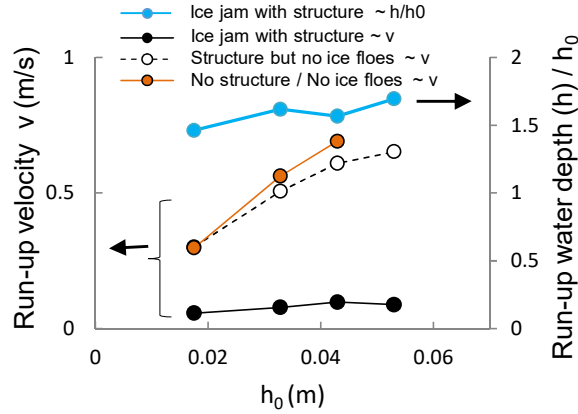 Ice jam with structure ~ h/h0
Ice jam with structure ~ v
Structure but no ice floes ~ v
No structure / No ice floes ~ v
Run-up velocity v (m/s)
1
0.5
0
2
1.5
1
0.5
0
Run-up water depth (h) / h₀
0
0.02
0.04
0.06
h₀ (m)